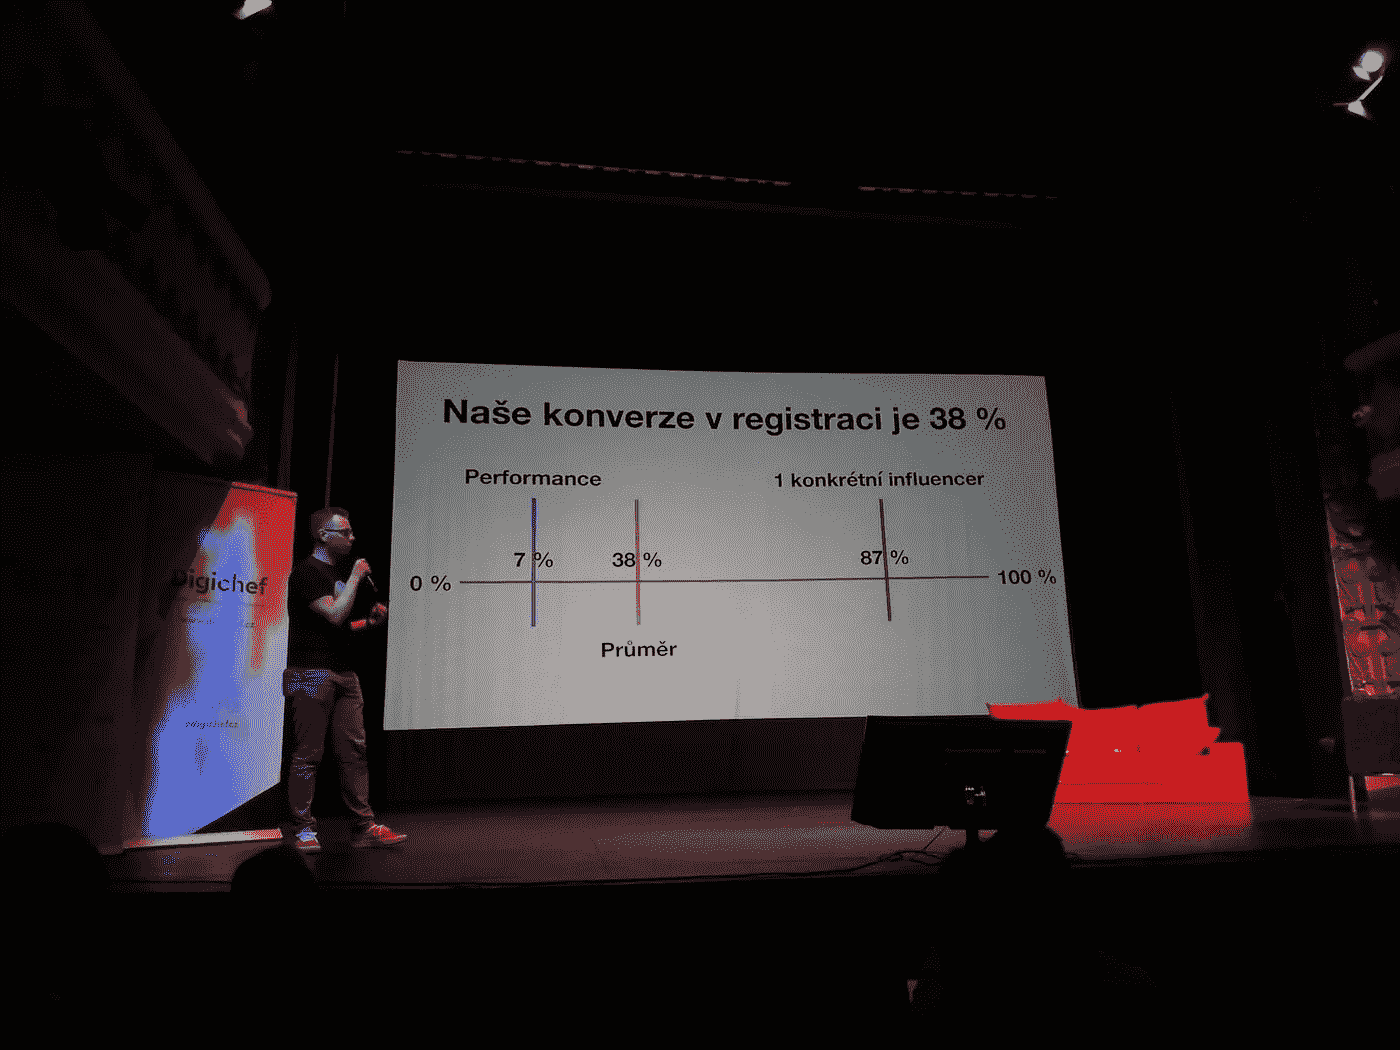 Naše konverze v registraci je 38 %
Performance
1 konkrétní influencer
7 %
38 %
87 %
0 %
100 %
Průměr
Digichef